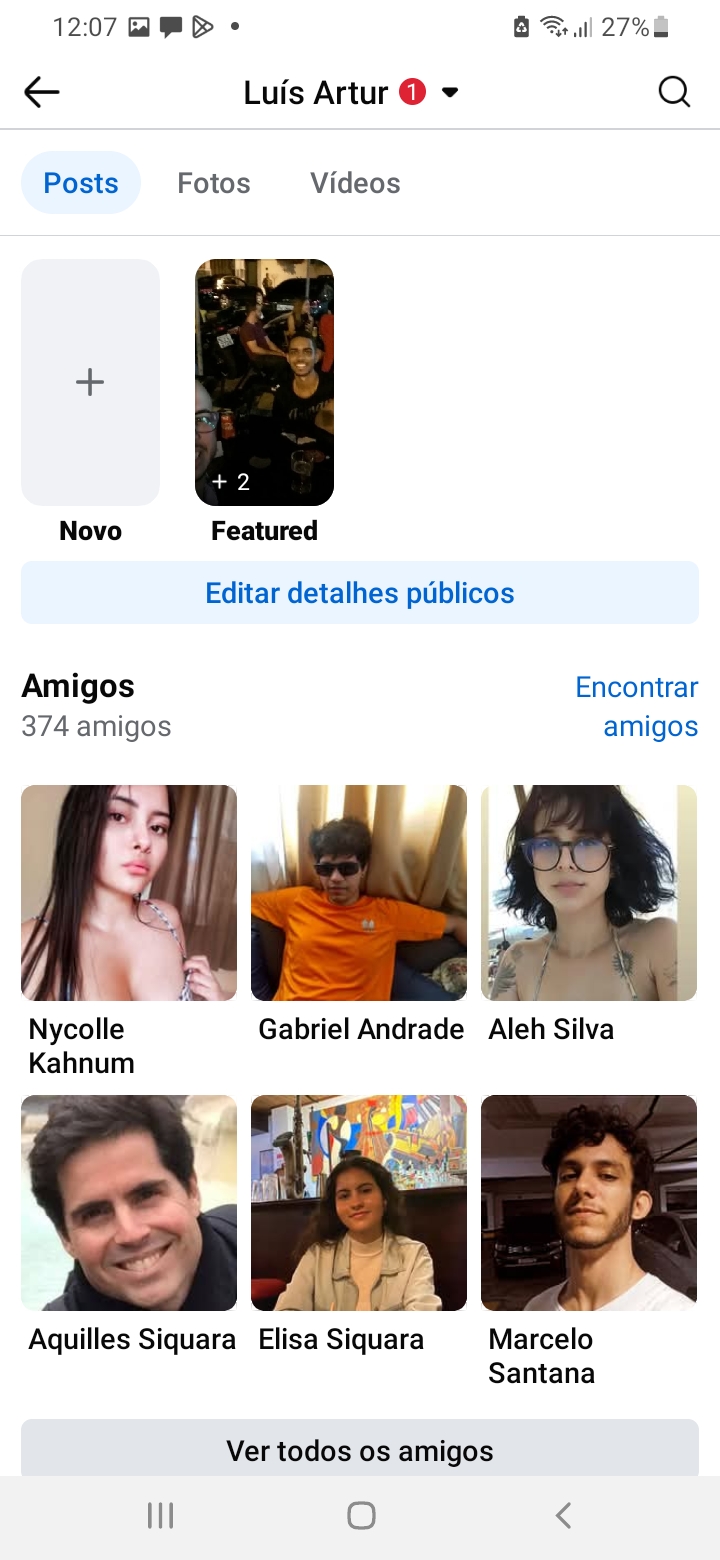 12:07 27%
Luís Artur 1
Posts Fotos Vídeos
+ 2
Novo Featured
Editar detalhes públicos
Amigos Encontrar
374 amigos amigos
Nycolle Gabriel Andrade Aleh Silva
Kahnum
Aquilles Siquara Elisa Siquara Marcelo
Santana
Ver todos os amigos